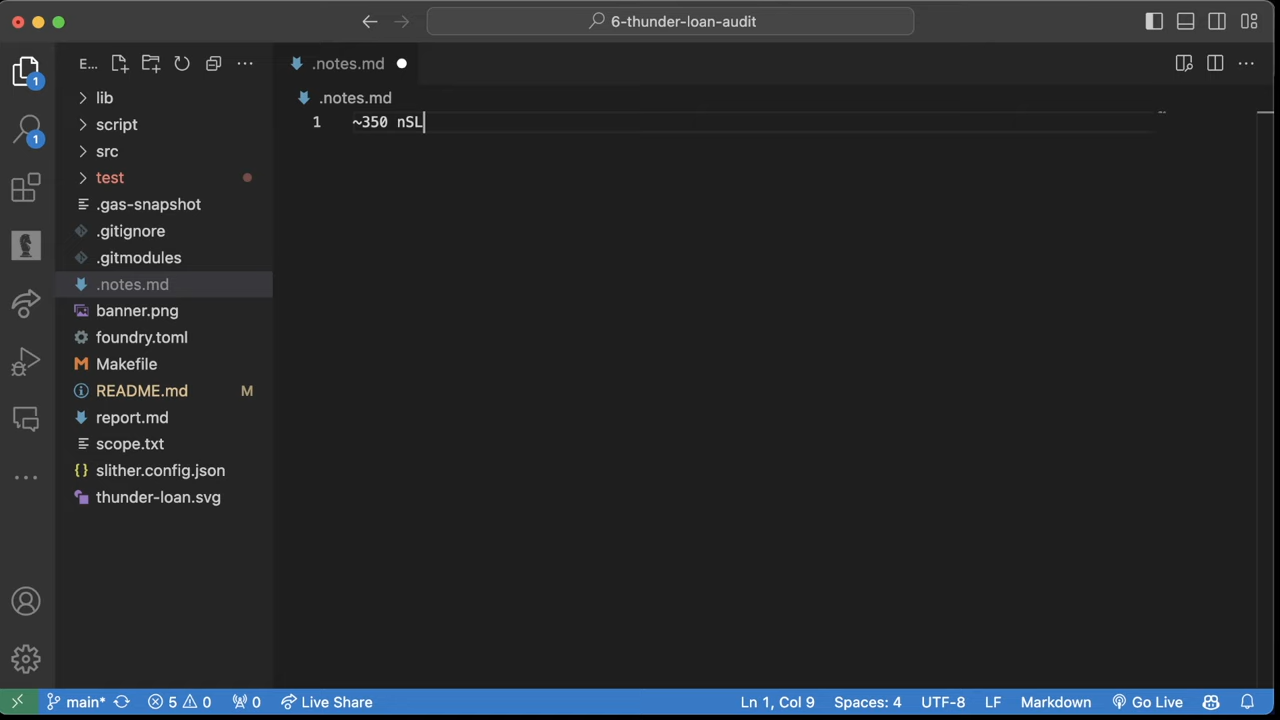 6-thunder-loan-audit
E...
.notes.md
lib
.notes.md
1 ~350 nSL
script
src
test
.gas-snapshot
.gitignore
.gitmodules
.notes.md
banner.png
foundry.toml
Makefile
README.md M
report.md
scope.txt
slither.config.json
thunder-loan.svg
1
1
main* 5 0 0 Live Share Ln 1, Col 9 Spaces: 4 UTF-8 LF Markdown Go Live